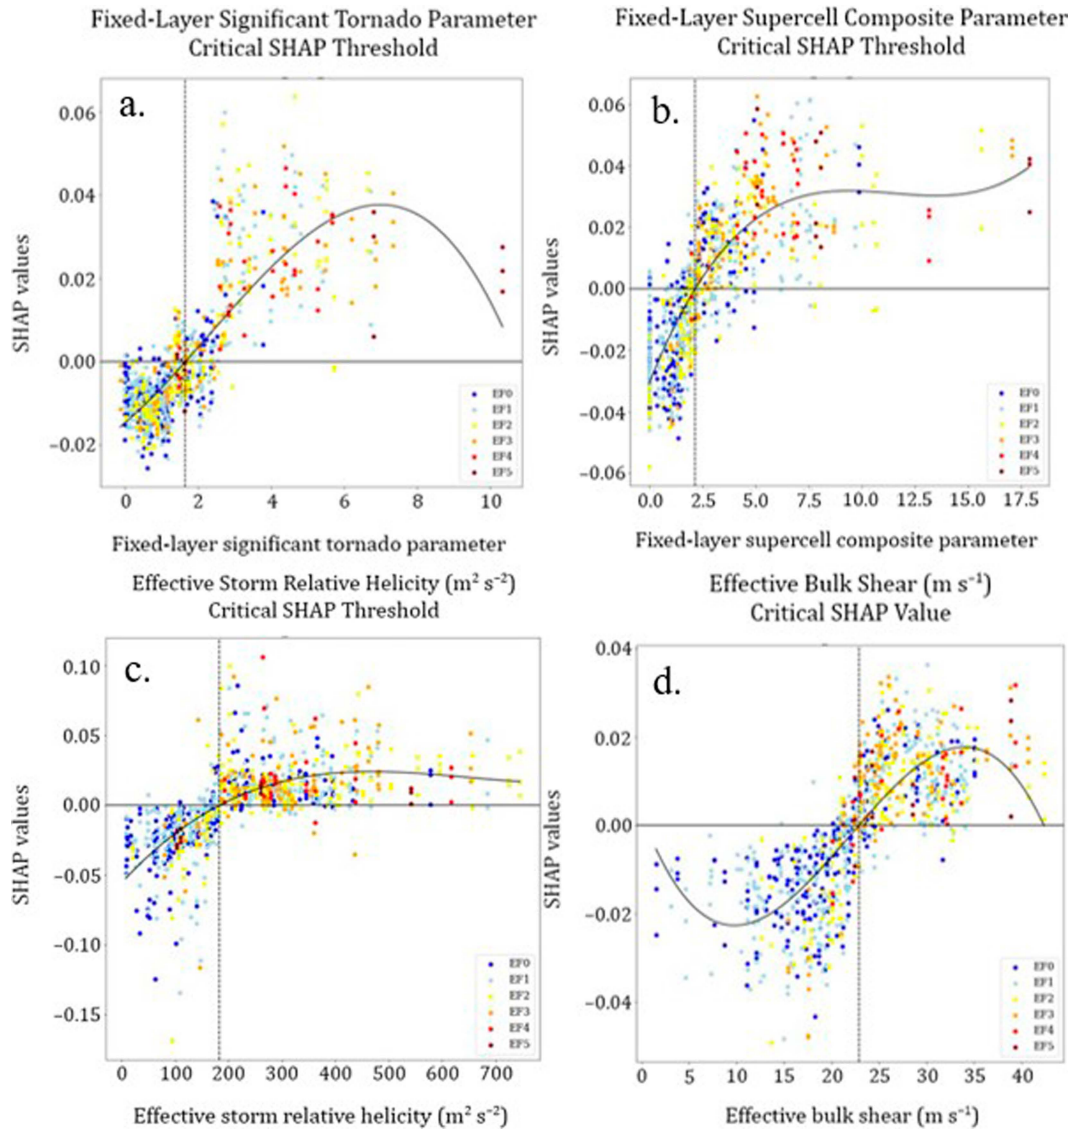 Fixed-Layer Significant Tornado Parameter
Critical SHAP Threshold
a.
SHAP values
0.06
0.04
0.02
0.00
−0.02
0
2
4
6
8
10
EF0
EF1
EF2
EF3
EF4
EF5
Fixed-layer significant tornado parameter
Fixed-Layer Supercell Composite Parameter
Critical SHAP Threshold
b.
SHAP values
0.06
0.04
0.02
0.00
−0.02
−0.04
−0.06
0.0
2.5
5.0
7.5
10.0
12.5
15.0
17.5
EF0
EF1
EF2
EF3
EF4
EF5
Fixed-layer supercell composite parameter
Effective Storm Relative Helicity (m² s⁻²)
Critical SHAP Threshold
c.
SHAP values
0.10
0.05
0.00
−0.05
−0.10
−0.15
0
100
200
300
400
500
600
700
EF0
EF1
EF2
EF3
EF4
EF5
Effective storm relative helicity (m² s⁻²)
Effective Bulk Shear (m s⁻¹)
Critical SHAP Value
d.
SHAP values
0.04
0.02
0.00
−0.02
−0.04
0
5
10
15
20
25
30
35
40
EF0
EF1
EF2
EF3
EF4
EF5
Effective bulk shear (m s⁻¹)